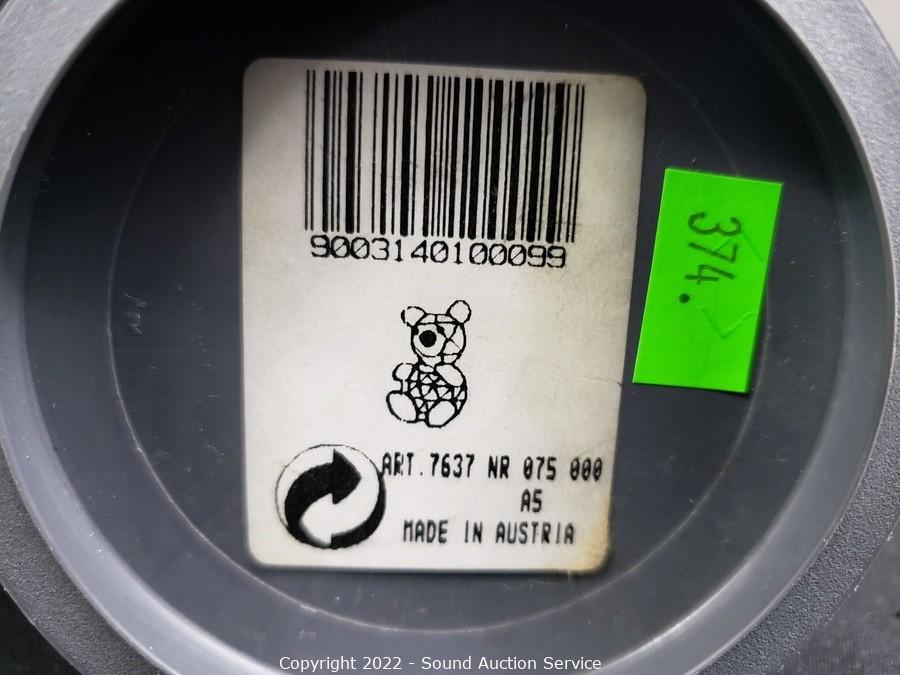 9003140100099
374.
ART.7637 NR 075 000
A5
MADE IN AUSTRIA
Copyright 2022 - Sound Auction Service